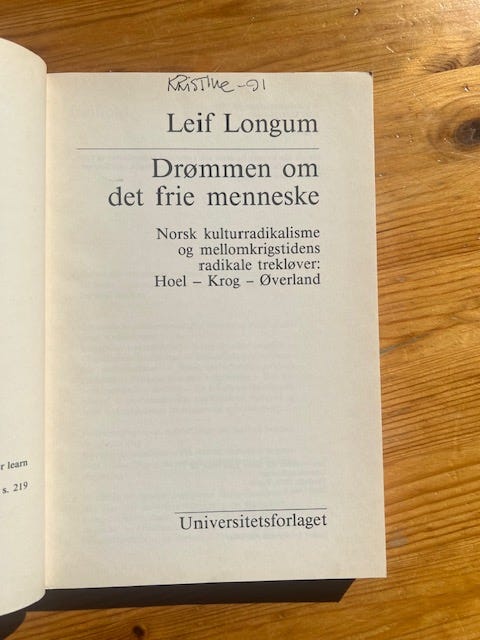 r learn
s. 219
KRISTINE -91
Leif Longum
Drømmen om
det frie menneske
Norsk kulturradikalisme
og mellomkrigstidens
radikale trekløver:
Hoel – Krog – Øverland
Universitetsforlaget